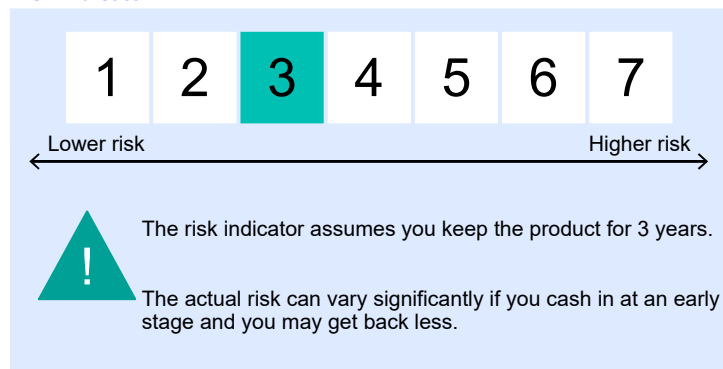 1 2 3 4 5 6 7
Lower risk Higher risk
!
The risk indicator assumes you keep the product for 3 years.
The actual risk can vary significantly if you cash in at an early
stage and you may get back less.